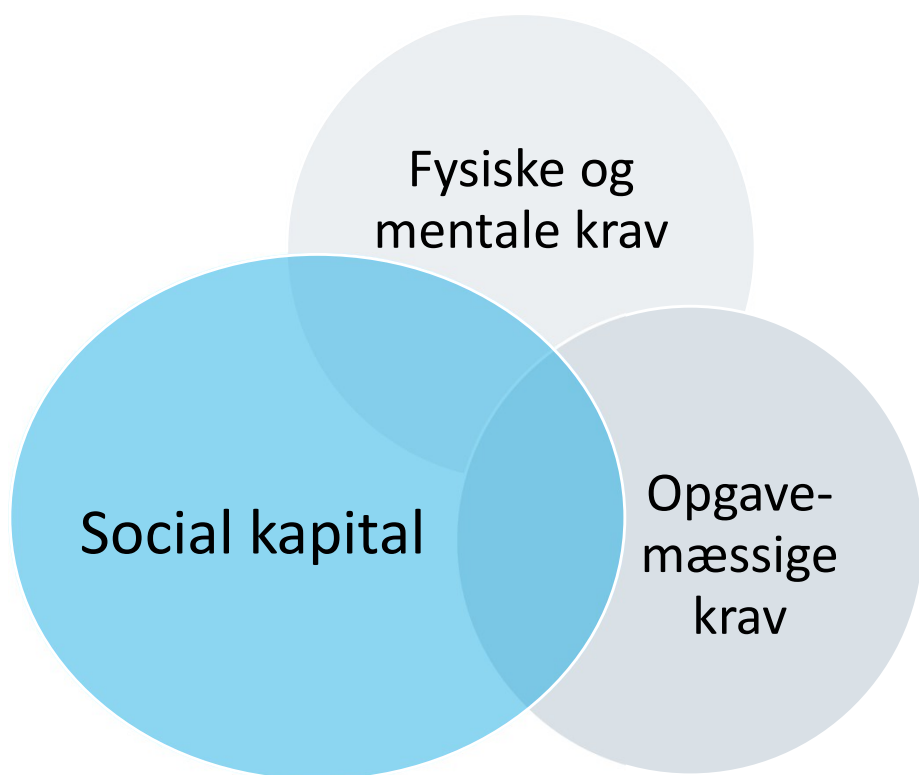 Fysiske og
mentale krav
Social kapital
Opgave-
mæssige
krav